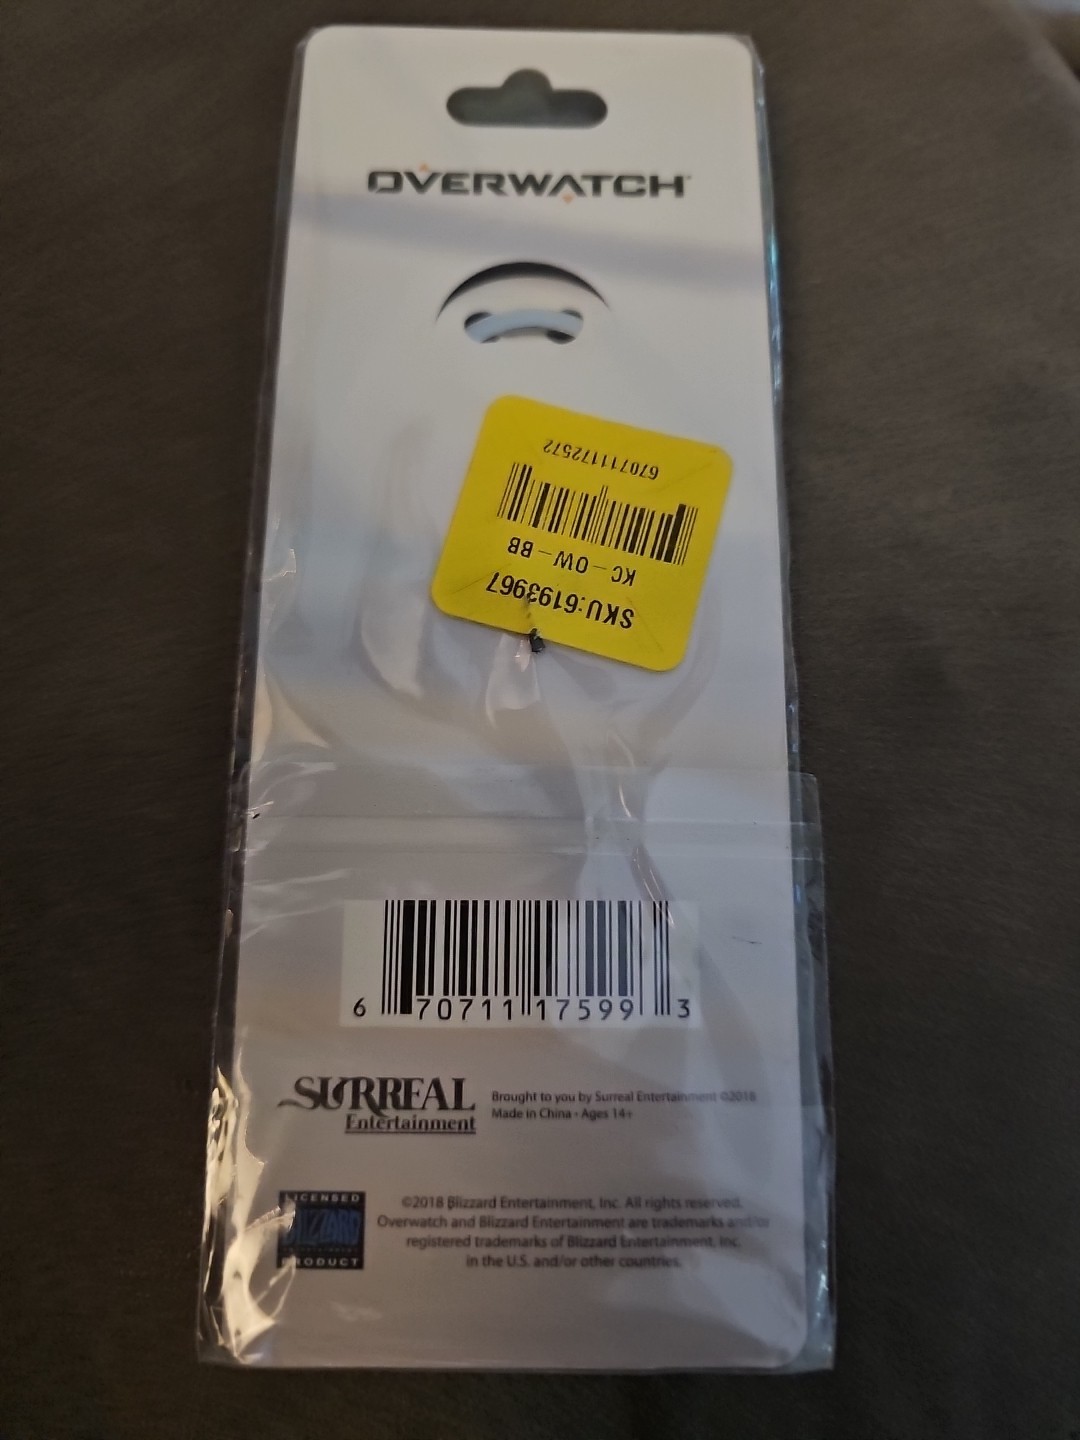 OVERWATCH
670711172572
KC-OW-BB
SKU:6193967
6 70711 17599 3
SURREAL
Entertainment
Brought to you by Surreal Entertainment ©2018
Made in China • Ages 14+
LICENSED
BLIZZARD
ENTERTAINMENT
PRODUCT
©2018 Blizzard Entertainment, Inc. All rights reserved.
Overwatch and Blizzard Entertainment are trademarks and/or
registered trademarks of Blizzard Entertainment, Inc.
in the U.S. and/or other countries.